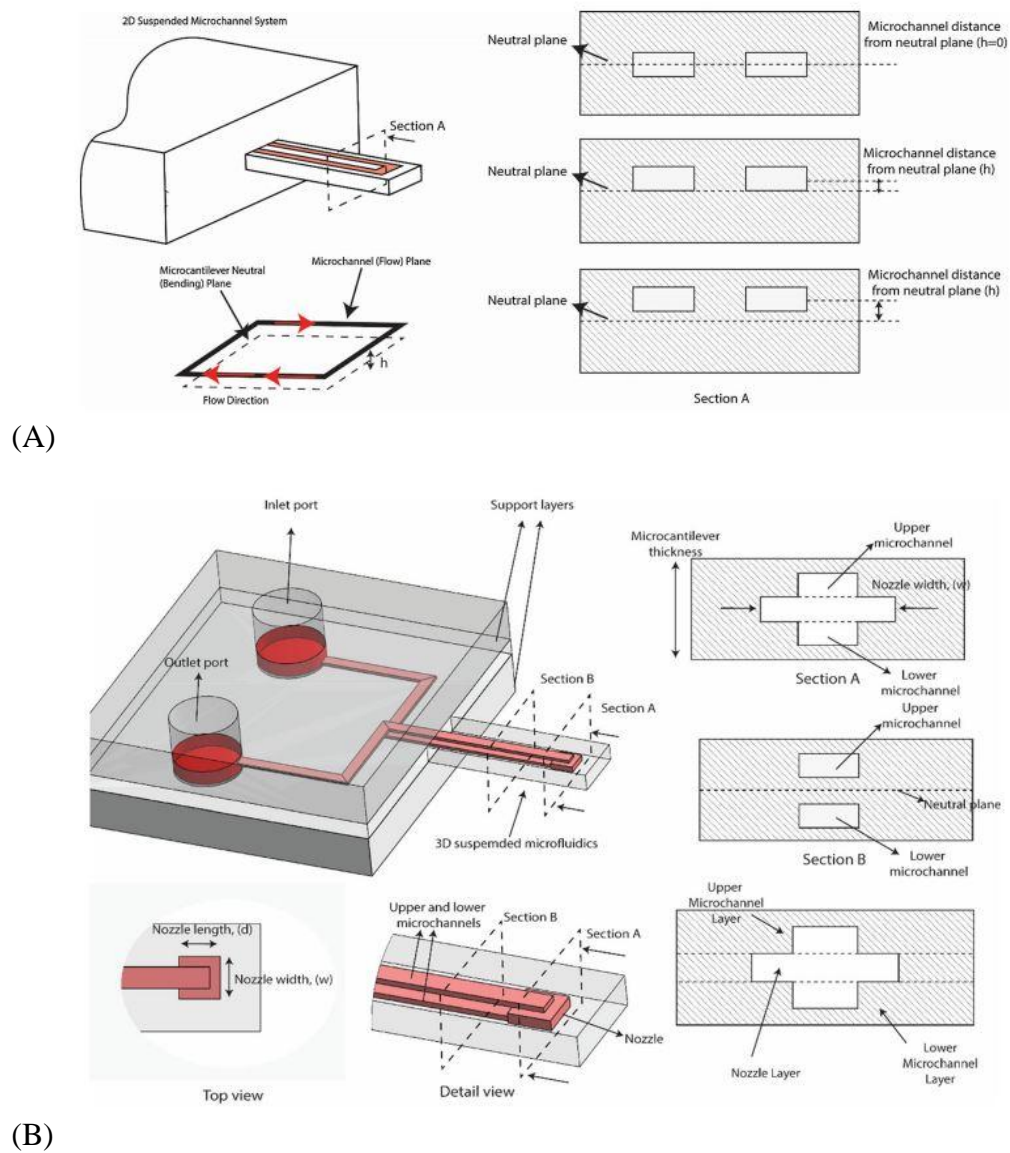 2D Suspended Microchannel System
Section A
Microcantilever Neutral
(Bending) Plane
Microchannel (Flow) Plane
h
Flow Direction
Neutral plane
Microchannel distance
from neutral plane (h=0)
Neutral plane
Microchannel distance
from neutral plane (h)
Neutral plane
Microchannel distance
from neutral plane (h)
Section A
(A)
Inlet port
Support layers
Outlet port
Section B
Section A
3D suspemded microfluidics
Microcantilever
thickness
Upper
microchannel
Nozzle width, (w)
Lower
microchannel
Section A
Upper
microchannel
Neutral plane
Lower
microchannel
Section B
Nozzle length, (d)
Nozzle width, (w)
Top view
Upper and lower
microchannels
Section B
Section A
Nozzle
Detail view
Upper
Microchannel
Layer
Nozzle Layer
Lower
Microchannel
Layer
(B)